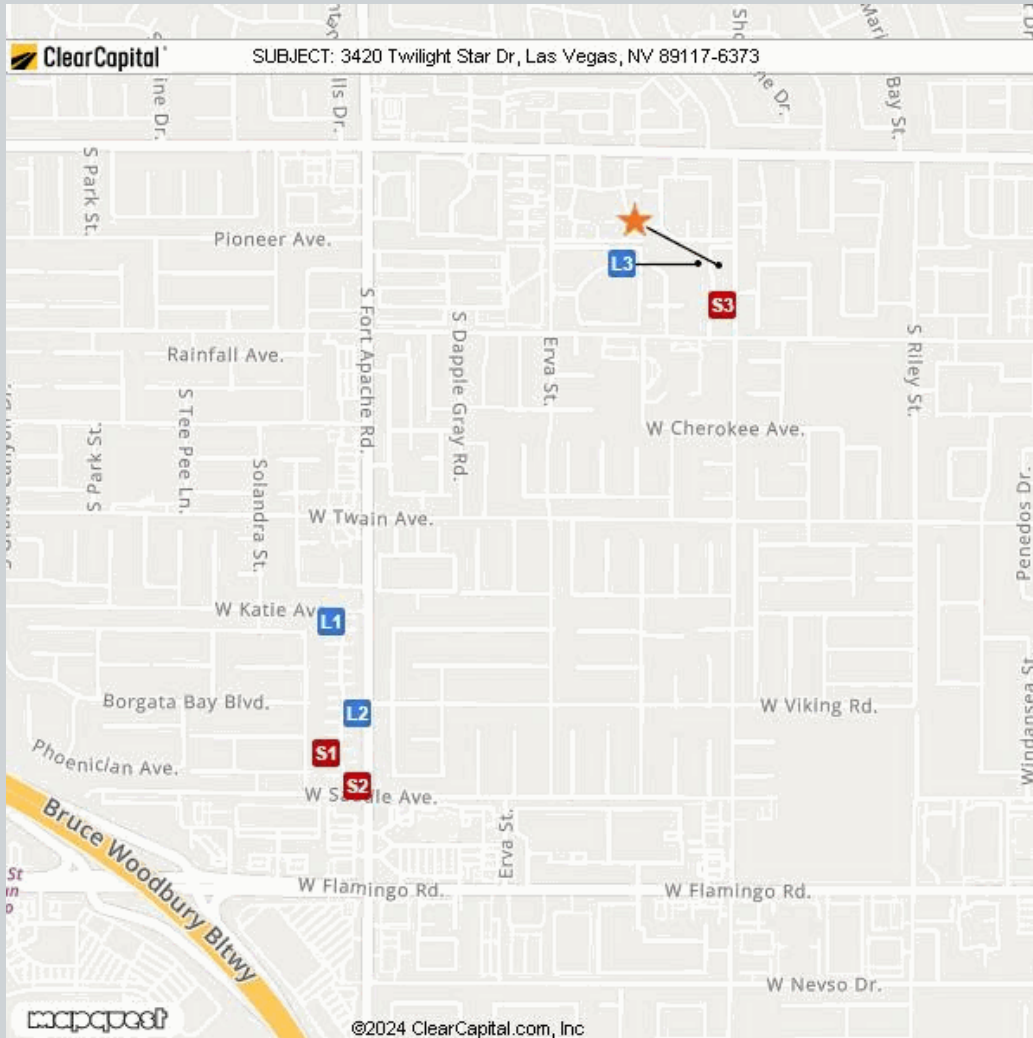 ClearCapital
SUBJECT: 3420 Twilight Star Dr, Las Vegas, NV 89117-6373
Bay St.
S Park St.
Pioneer Ave.
L3
S3
S Fort Apache Rd.
S Dapple Gray Rd.
Erva St.
S Riley St.
Rainfall Ave.
S Tee Pee Ln.
W Cherokee Ave.
S Park St.
Solandra St.
W Twain Ave.
Penedos Dr.
W Katie Av
L1
Borgata Bay Blvd.
L2
W Viking Rd.
Windansea St
Phoenician Ave.
S1
S2
W Sa dle Ave.
Erva St.
Bruce Woodbury Bltwy
W Flamingo Rd.
W Flamingo Rd.
W Nevso Dr.
mapquest
©2024 ClearCapital.com, Inc